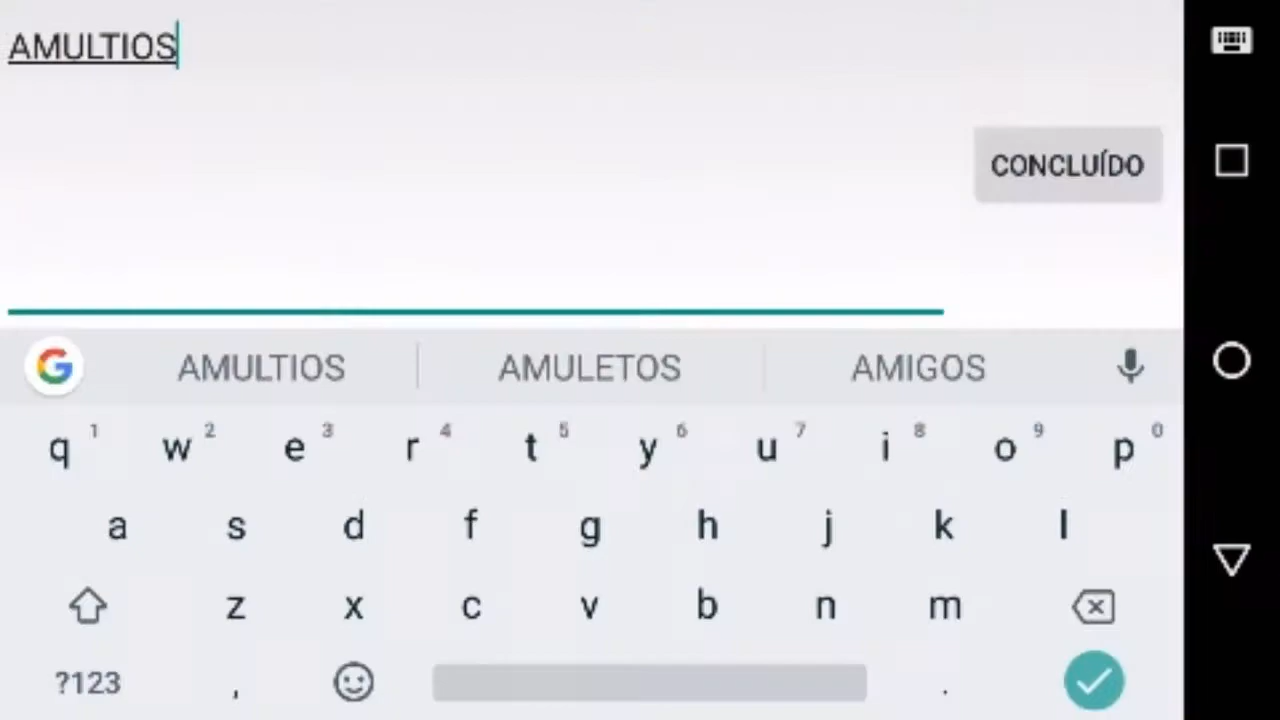 AMULTIOS
CONCLUÍDO
AMULTIOS AMULETOS AMIGOS
q 1 w 2 e 3 r 4 t 5 y 6 u 7 i 8 o 9 p 0
a s d f g h j k l
z x c v b n m
?123 , .